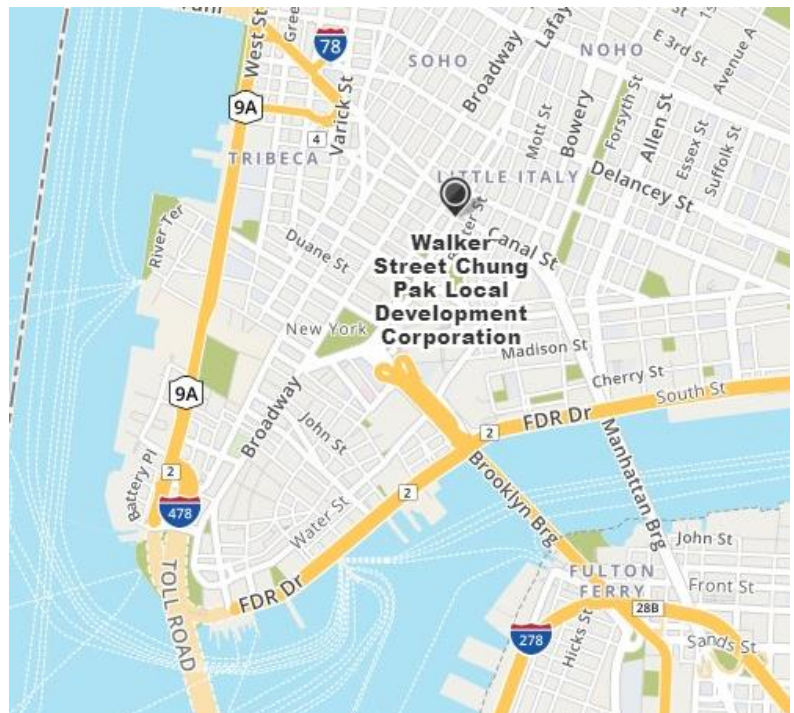 West St
78
Varick St
SOHO
Broadway
NOHO
E 3rd St
Avenue A
9A
4
TRIBECA
Mott St
Bowery
Forsyth St
Allen St
Essex St
Suffolk St
LITTLE ITALY
Delancey St
River Ter
Duane St
Canal St
Walker
Street Chung
Pak Local
Development
Corporation
New York
Madison St
Cherry St
South St
9A
Broadway
John St
FDR Dr
2
Manhattan Brg
Battery Pl
2
478
Water St
2
Brooklyn Brg
FDR Dr
TOLL ROAD
John St
FULTON
FERRY
Front St
28B
278
Hicks St
Sands St